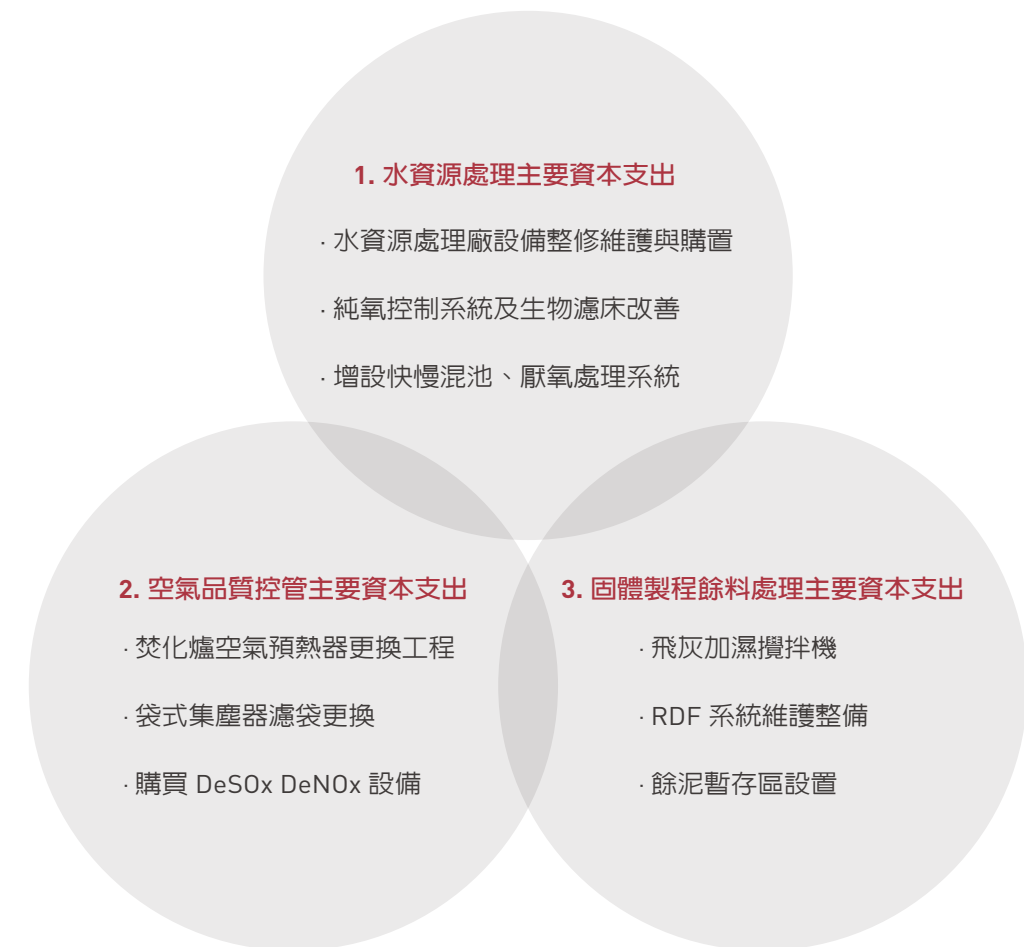 1. 水資源處理主要資本支出
· 水資源處理廠設備整修維護與購置
· 純氧控制系統及生物濾床改善
· 增設快慢混池、厭氧處理系統
2. 空氣品質控管主要資本支出
· 焚化爐空氣預熱器更換工程
· 袋式集塵器濾袋更換
· 購買 DeSOx DeNOx 設備
3. 固體製程餘料處理主要資本支出
· 飛灰加濕攪拌機
· RDF 系統維護整備
· 餘泥暫存區設置